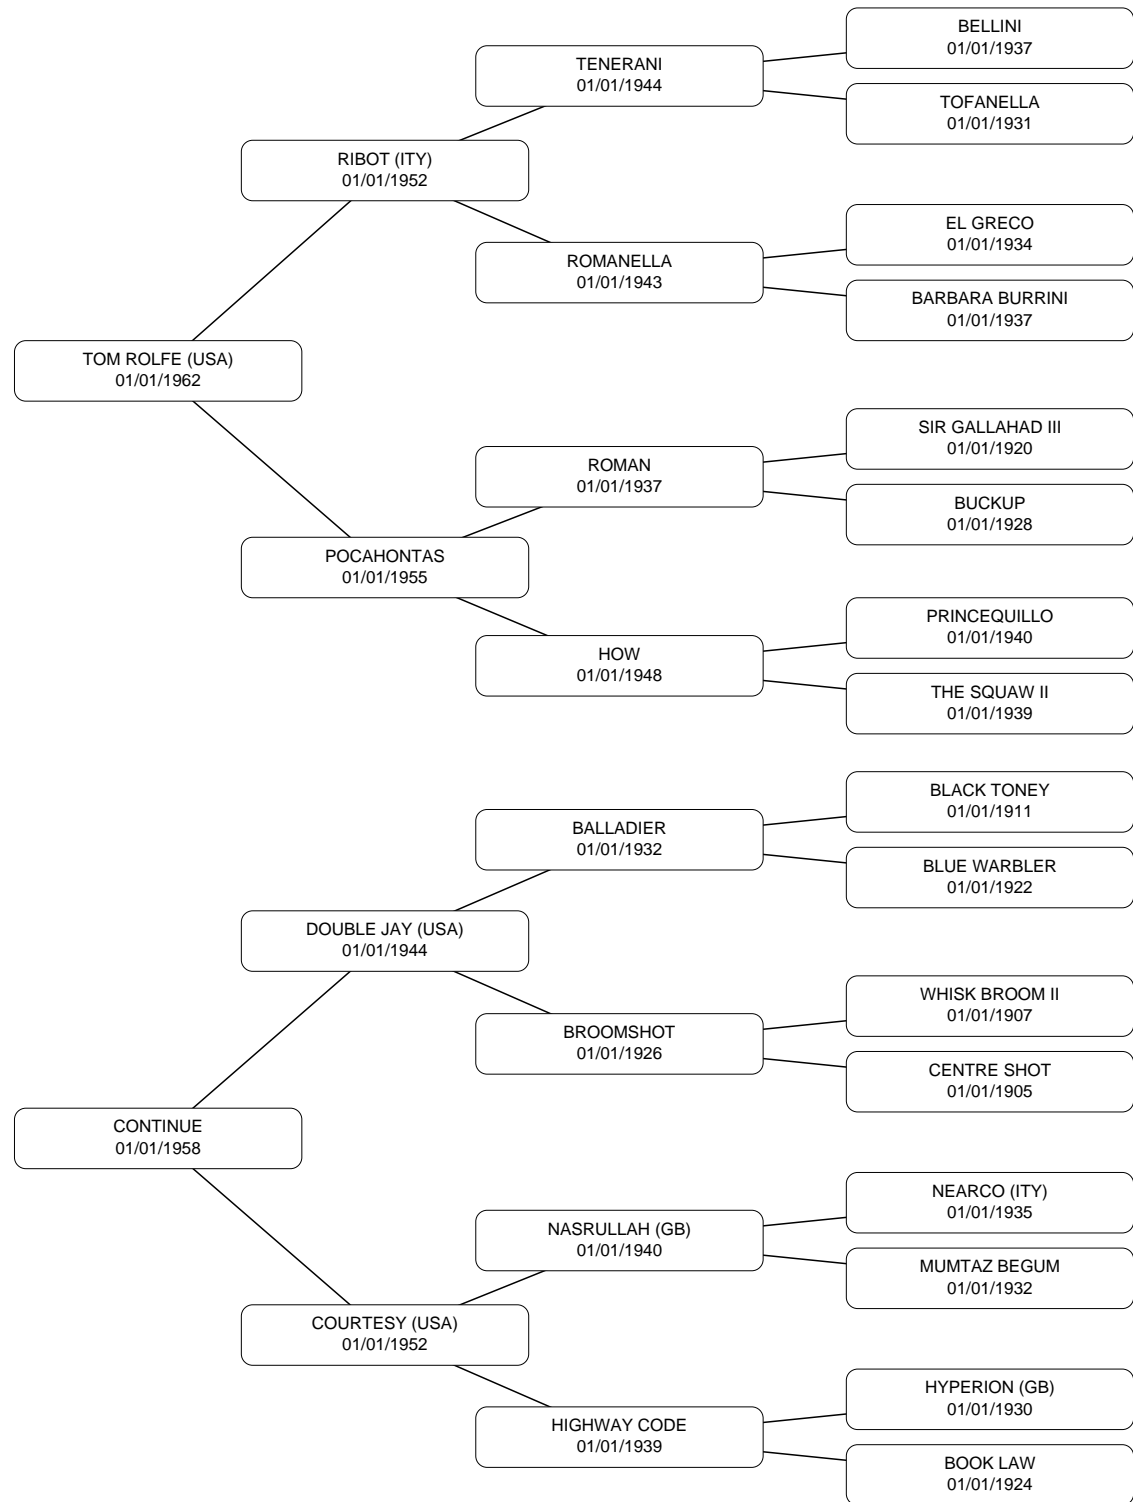 BELLINI
01/01/1937
TENERANI
01/01/1944
TOFANELLA
01/01/1931
RIBOT (ITY)
01/01/1952
EL GRECO
01/01/1934
ROMANELLA
01/01/1943
BARBARA BURRINI
01/01/1937
TOM ROLFE (USA)
01/01/1962
SIR GALLAHAD III
01/01/1920
ROMAN
01/01/1937
BUCKUP
01/01/1928
POCAHONTAS
01/01/1955
PRINCEQUILLO
01/01/1940
HOW
01/01/1948
THE SQUAW II
01/01/1939
BLACK TONEY
01/01/1911
BALLADIER
01/01/1932
BLUE WARBLER
01/01/1922
DOUBLE JAY (USA)
01/01/1944
WHISK BROOM II
01/01/1907
BROOMSHOT
01/01/1926
CENTRE SHOT
01/01/1905
CONTINUE
01/01/1958
NEARCO (ITY)
01/01/1935
NASRULLAH (GB)
01/01/1940
MUMTAZ BEGUM
01/01/1932
COURTESY (USA)
01/01/1952
HYPERION (GB)
01/01/1930
HIGHWAY CODE
01/01/1939
BOOK LAW
01/01/1924